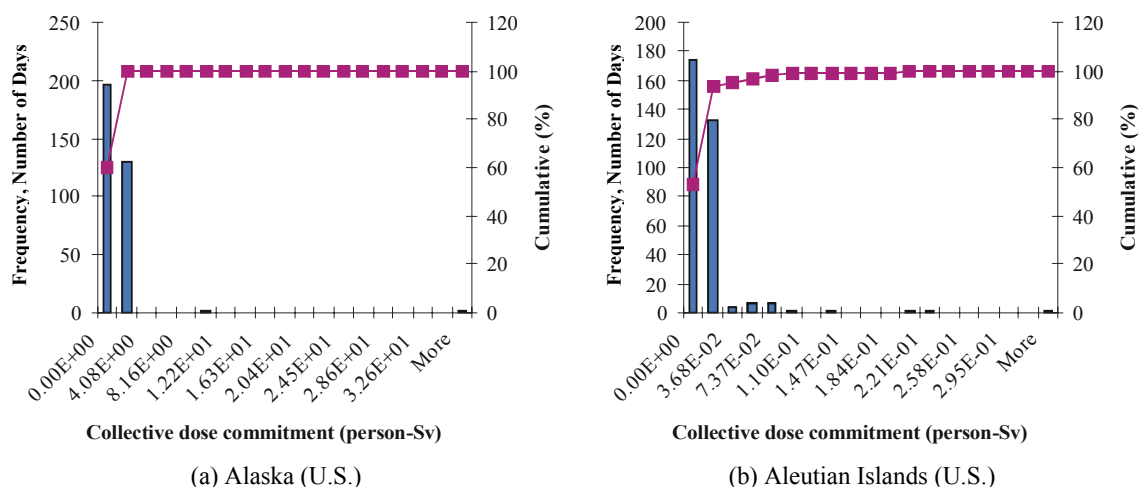 250
200
150
100
50
0
Frequency, Number of Days
120
100
80
60
40
20
0
Cumulative (%)
0.00E+00
4.08E+00
8.16E+00
1.22E+01
1.63E+01
2.04E+01
2.45E+01
2.86E+01
3.26E+01
More
Collective dose commitment (person-Sv)
(a) Alaska (U.S.)
200
180
160
140
120
100
80
60
40
20
0
Frequency, Number of Days
120
100
80
60
40
20
0
Cumulative (%)
0.00E+00
3.68E-02
7.37E-02
1.10E-01
1.47E-01
1.84E-01
2.21E-01
2.58E-01
2.95E-01
More
Collective dose commitment (person-Sv)
(b) Aleutian Islands (U.S.)